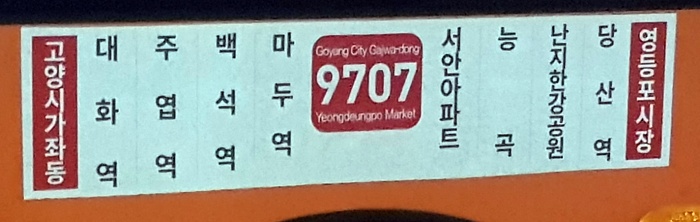 고양시가좌동
대화역
주엽역
백석역
마두역
Goyang City Gajwa-dong
9707
Yeongdeungpo Market
서안아파트
능곡
난지한강공원
당산역
영등포시장